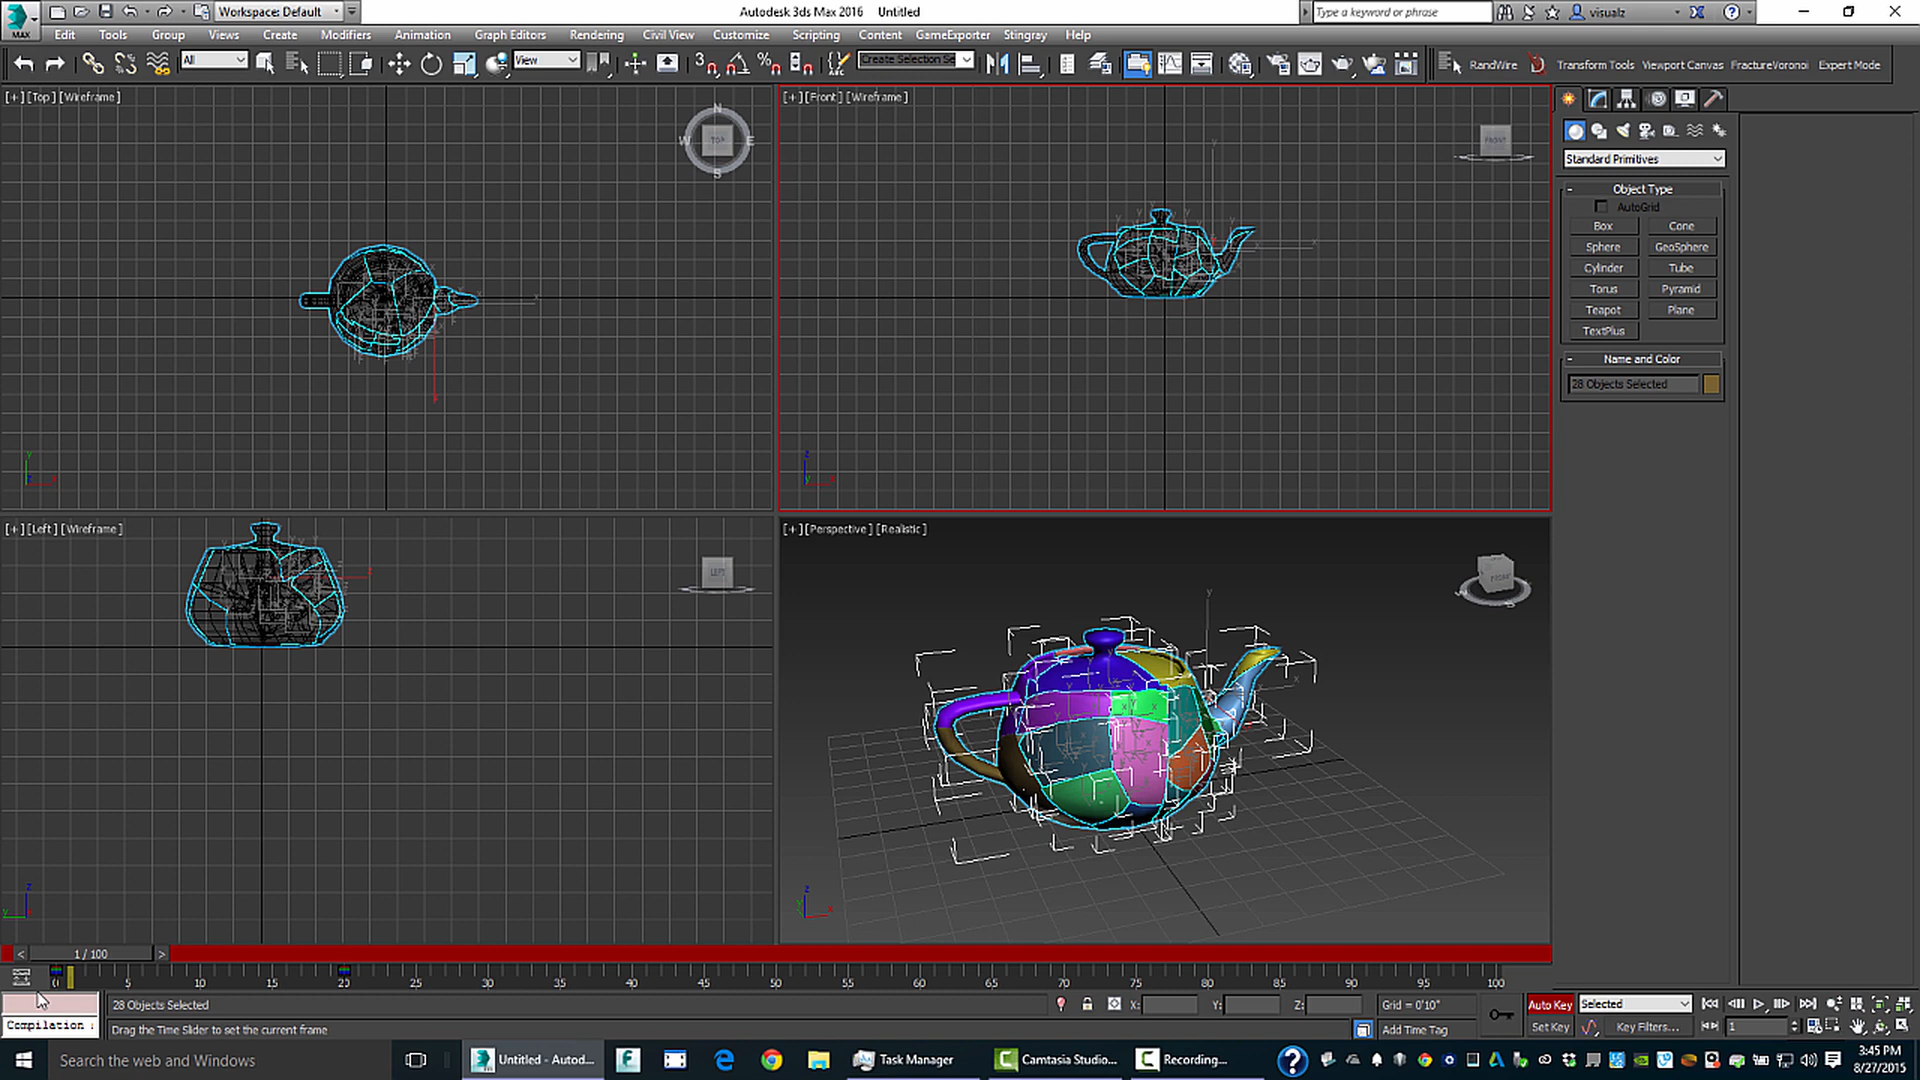 Workspace: Default
Autodesk 3ds Max 2016 Untitled
Type a keyword or phrase
visualz
MAX
Edit Tools Group Views Create Modifiers Animation Graph Editors Rendering Civil View Customize Scripting Content GameExporter Stingray Help
All
View
Create Selection Se
RandWire
Transform Tools
Viewport Canvas
FractureVoronoi
Expert Mode
[+] [Top] [Wireframe]
N
W TOP E
S
[+] [Front] [Wireframe]
FRONT
Standard Primitives
- Object Type
AutoGrid
Box Cone
Sphere GeoSphere
Cylinder Tube
Torus Pyramid
Teapot Plane
TextPlus
- Name and Color
28 Objects Selected
[+] [Left] [Wireframe]
LEFT
[+] [Perspective] [Realistic]
FRONT
< 1 / 100 >
0 5 10 15 20 25 30 35 40 45 50 55 60 65 70 75 80 85 90 95 100
28 Objects Selected
X: Y: Z:
Grid = 0'10"
Auto Key
Selected
Compilation :
Drag the Time Slider to set the current frame
Add Time Tag
Set Key
Key Filters...
1
Search the web and Windows
Untitled - Autod...
Task Manager
Camtasia Studio...
Recording...
3:45 PM
8/27/2015